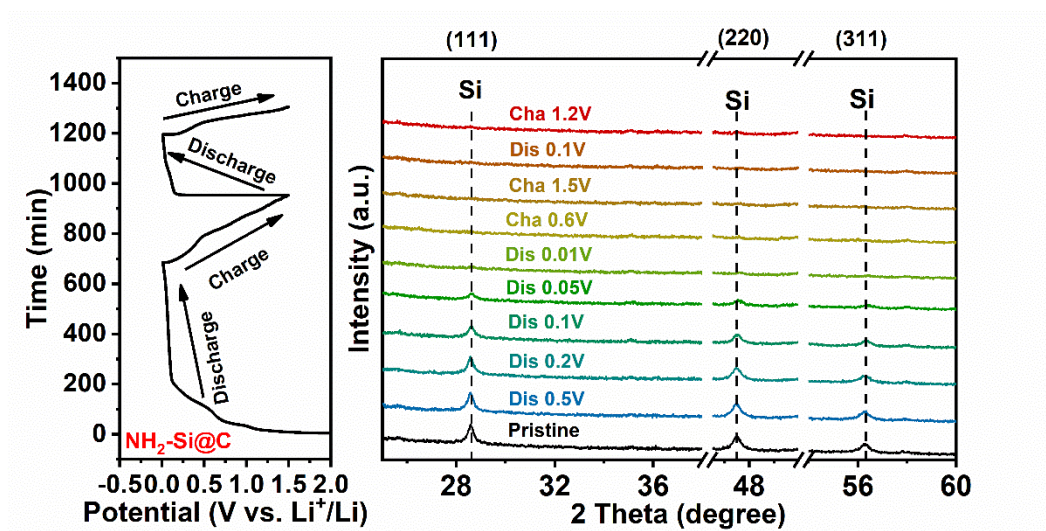 (111)
(220)
(311)
1400
1200
1000
800
600
400
200
0
Time (min)
Charge
Discharge
Charge
Discharge
NH₂-Si@C
-0.5 0.0 0.5 1.0 1.5 2.0
Potential (V vs. Li⁺/Li)
Intensity (a.u.)
Si
Si
Si
Cha 1.2V
Dis 0.1V
Cha 1.5V
Cha 0.6V
Dis 0.01V
Dis 0.05V
Dis 0.1V
Dis 0.2V
Dis 0.5V
Pristine
28 32 36 48 56 60
2 Theta (degree)